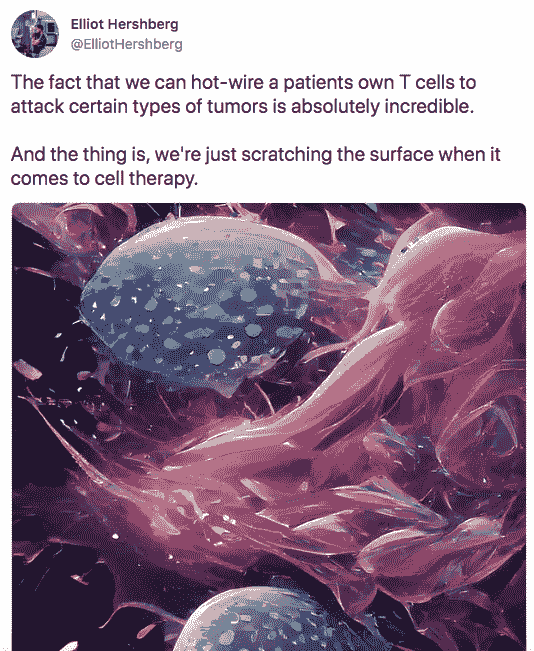 Elliot Hershberg
@ElliotHershberg
The fact that we can hot-wire a patients own T cells to
attack certain types of tumors is absolutely incredible.
And the thing is, we're just scratching the surface when it
comes to cell therapy.